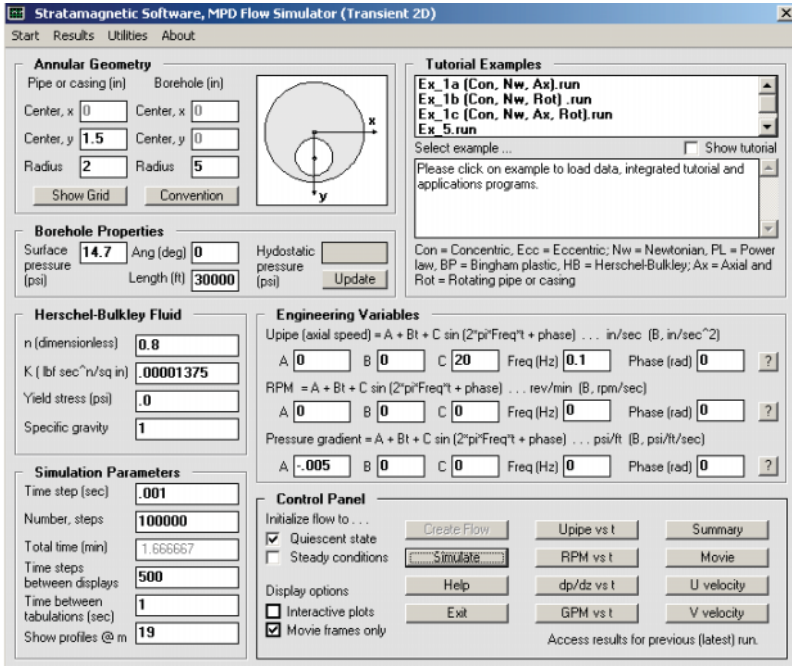 Stratamagnetic Software, MPD Flow Simulator (Transient 2D)
Start Results Utilities About
Annular Geometry
Pipe or casing (in) Borehole (in)
Center, x 0 Center, x 0
Center, y 1.5 Center, y 0
Radius 2 Radius 5
Show Grid Convention
x
y
Tutorial Examples
Ex_1a (Con, Nw, Ax).run
Ex_1b (Con, Nw, Rot) .run
Ex_1c (Con, Nw, Ax, Rot).run
Ex_5.run
Select example ... Show tutorial
Please click on example to load data, integrated tutorial and
applications programs.
Con = Concentric, Ecc = Eccentric; Nw = Newtonian, PL = Power
law, BP = Bingham plastic, HB = Herschel-Bulkley; Ax = Axial and
Rot = Rotating pipe or casing
Borehole Properties
Surface pressure (psi) 14.7 Ang (deg) 0
Length (ft) 30000
Hydostatic pressure (psi) Update
Herschel-Bulkley Fluid
n (dimensionless) 0.8
K ( lbf sec^n/sq in) .00001375
Yield stress (psi) .0
Specific gravity 1
Engineering Variables
Upipe (axial speed) = A + Bt + C sin (2*pi*Freq*t + phase) . . . in/sec (B, in/sec^2)
A 0 B 0 C 20 Freq (Hz) 0.1 Phase (rad) 0 ?
RPM = A + Bt + C sin (2*pi*Freq*t + phase) . . . rev/min (B, rpm/sec)
A 0 B 0 C 0 Freq (Hz) 0 Phase (rad) 0 ?
Pressure gradient = A + Bt + C sin (2*pi*Freq*t + phase) . . . psi/ft (B, psi/ft/sec)
A -.005 B 0 C 0 Freq (Hz) 0 Phase (rad) 0 ?
Simulation Parameters
Time step (sec) .001
Number, steps 100000
Total time (min) 1.666667
Time steps between displays 500
Time between tabulations (sec) 1
Show profiles @ m 19
Control Panel
Initialize flow to . . .
Quiescent state
Steady conditions
Display options
Interactive plots
Movie frames only
Create Flow Upipe vs t Summary
Simulate RPM vs t Movie
Help dp/dz vs t U velocity
Exit GPM vs t V velocity
Access results for previous (latest) run.